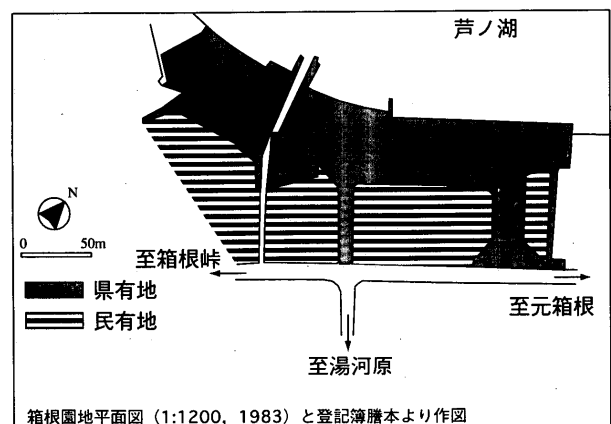 芦ノ湖
N
0 50m
至箱根峠
県有地
民有地
至元箱根
至湯河原
箱根園地平面図（1:1200，1983）と登記簿謄本より作図